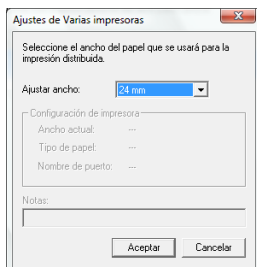 Ajustes de Varias impresoras
Seleccione el ancho del papel que se usará para la
impresión distribuida.
Ajustar ancho: 24 mm
Configuración de impresora
Ancho actual: ---
Tipo de papel: ---
Nombre de puerto: ---
Notas:
Aceptar Cancelar